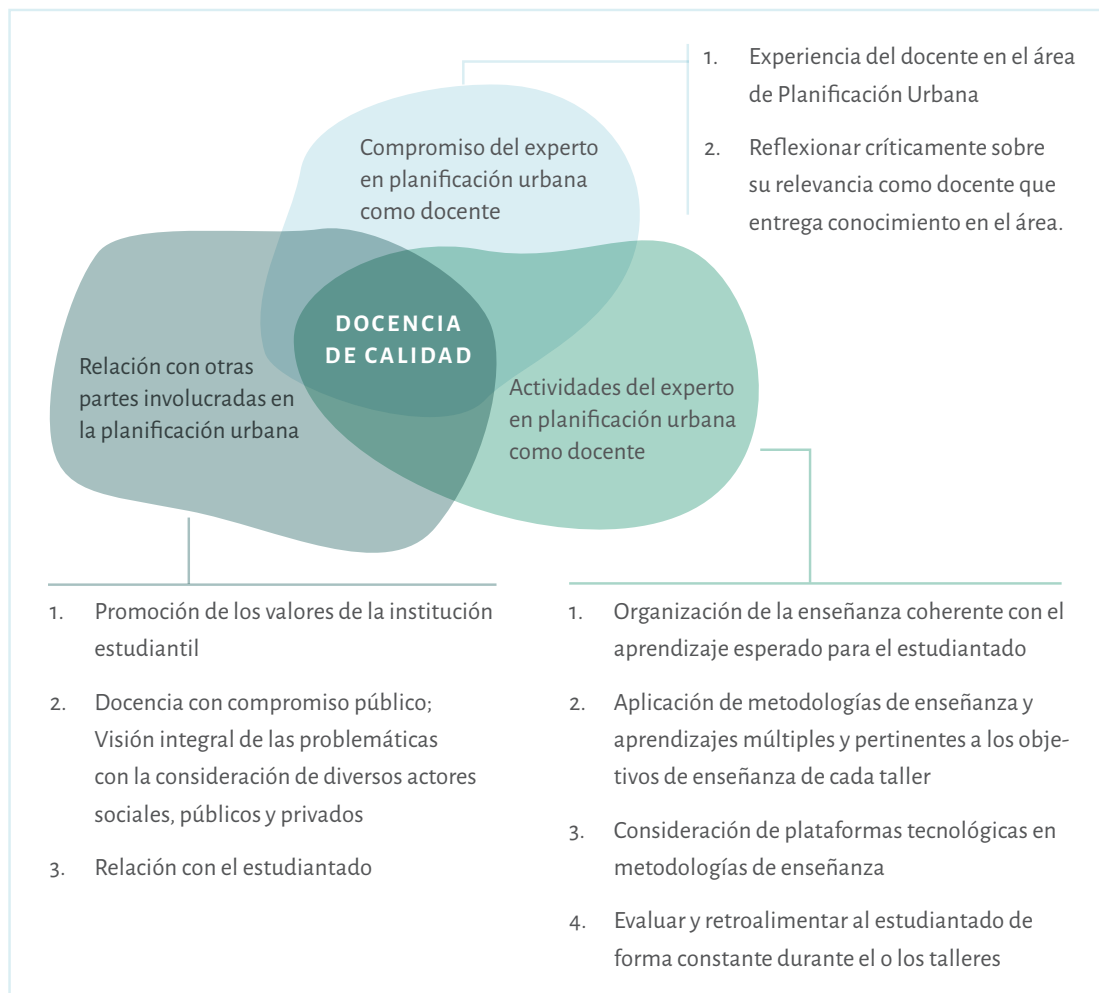 1. Experiencia del docente en el área
de Planificación Urbana
2. Reflexionar críticamente sobre
su relevancia como docente que
entrega conocimiento en el área.
Compromiso del experto
en planificación urbana
como docente
DOCENCIA
DE CALIDAD
Relación con otras
partes involucradas en
la planificación urbana
Actividades del experto
en planificación urbana
como docente
1. Promoción de los valores de la institución
estudiantil
2. Docencia con compromiso público;
Visión integral de las problemáticas
con la consideración de diversos actores
sociales, públicos y privados
3. Relación con el estudiantado
1. Organización de la enseñanza coherente con el
aprendizaje esperado para el estudiantado
2. Aplicación de metodologías de enseñanza y
aprendizajes múltiples y pertinentes a los obje-
tivos de enseñanza de cada taller
3. Consideración de plataformas tecnológicas en
metodologías de enseñanza
4. Evaluar y retroalimentar al estudiantado de
forma constante durante el o los talleres